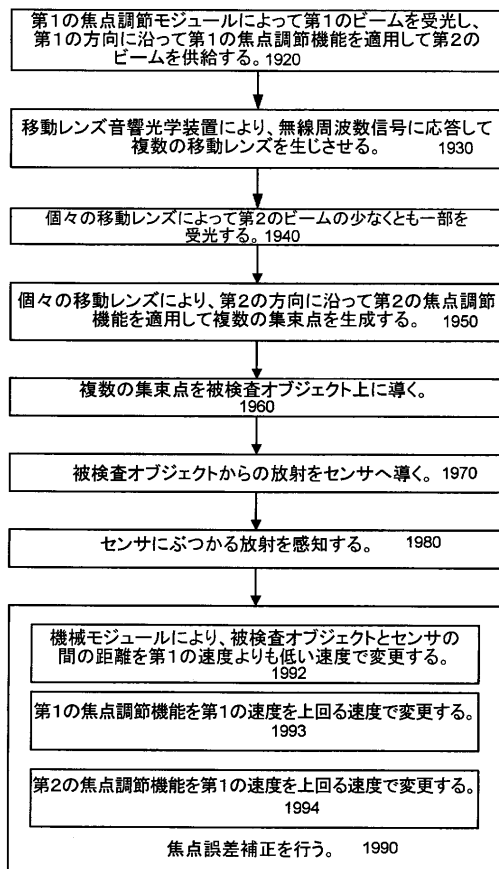 第１の焦点調節モジュールによって第１のビームを受光し、
第１の方向に沿って第１の焦点調節機能を適用して第２の
ビームを供給する。1920
移動レンズ音響光学装置により、無線周波数信号に応答して
複数の移動レンズを生じさせる。 1930
個々の移動レンズによって第２のビームの少なくとも一部を
受光する。1940
個々の移動レンズにより、第２の方向に沿って第２の焦点調節
機能を適用して複数の集束点を生成する。 1950
複数の集束点を被検査オブジェクト上に導く。
1960
被検査オブジェクトからの放射をセンサへ導く。1970
センサにぶつかる放射を感知する。 1980
機械モジュールにより、被検査オブジェクトとセンサの
間の距離を第１の速度よりも低い速度で変更する。
1992
第１の焦点調節機能を第１の速度を上回る速度で変更する。
1993
第２の焦点調節機能を第１の速度を上回る速度で変更する。
1994
焦点誤差補正を行う。 1990